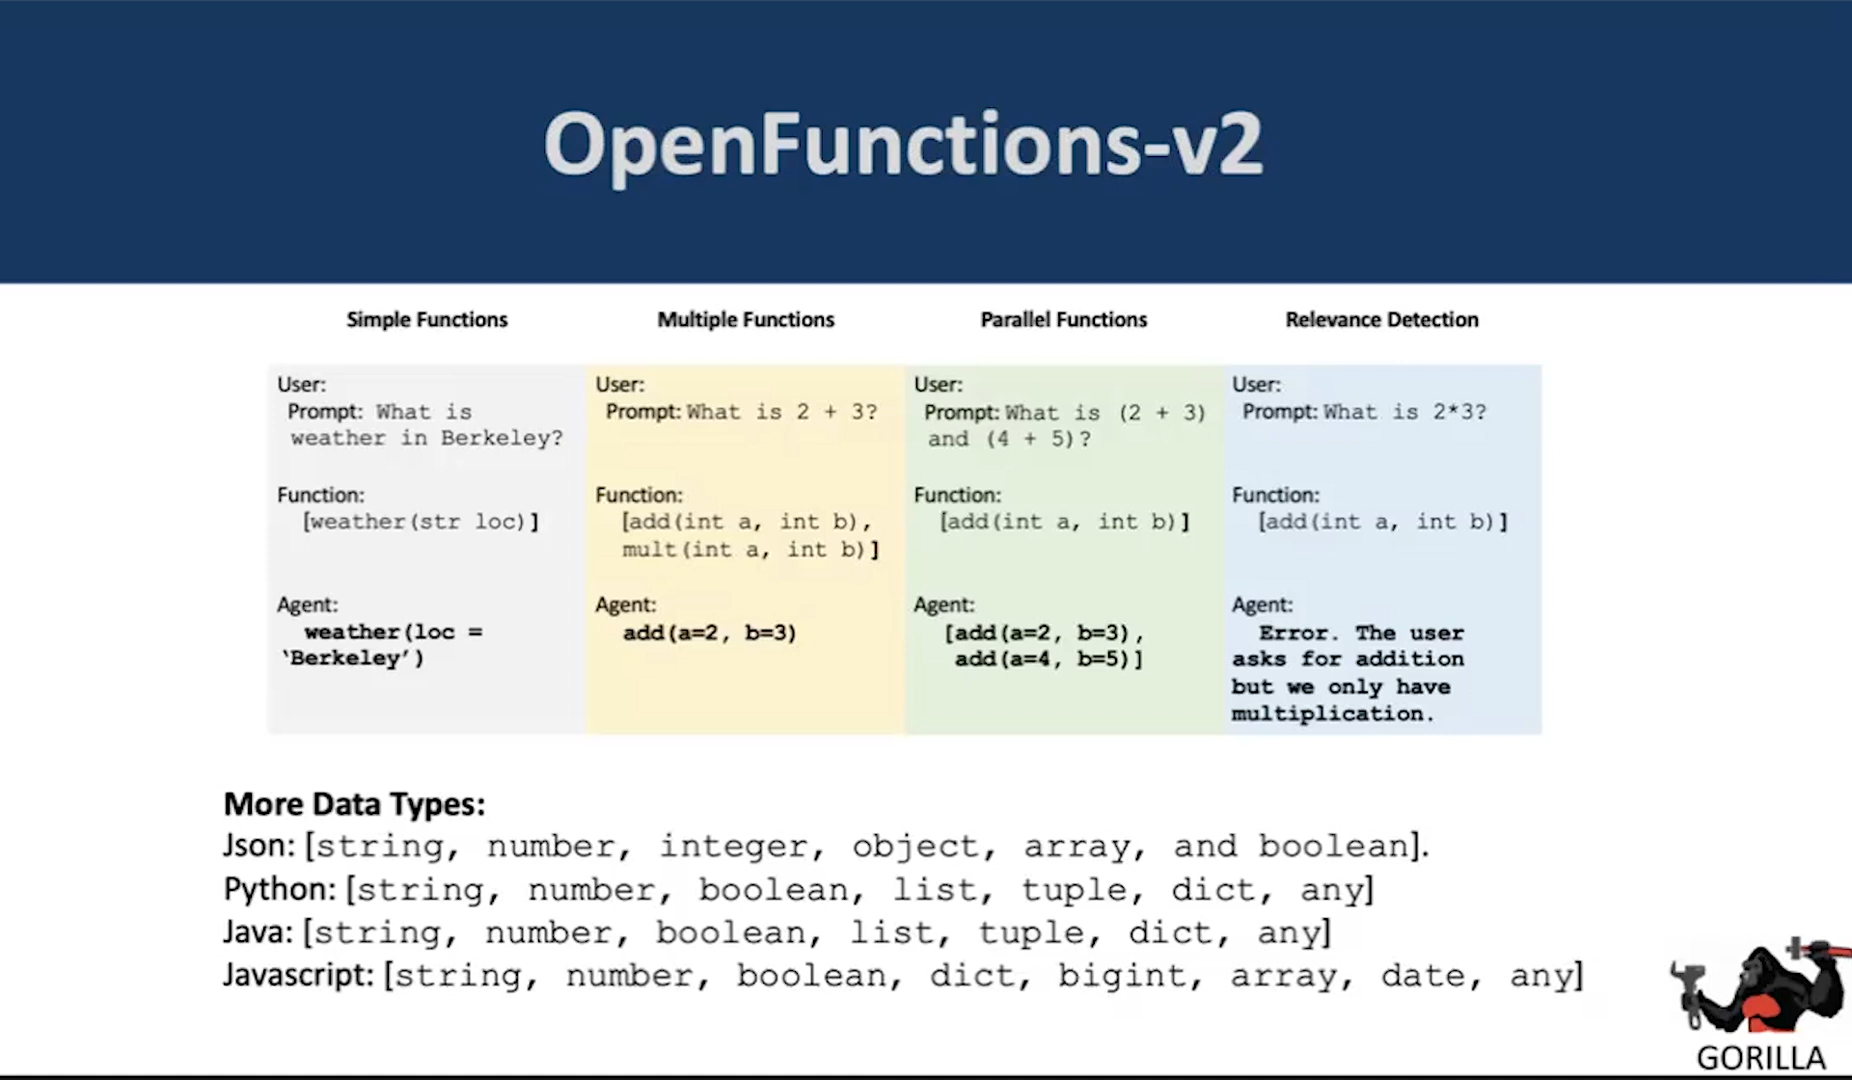 OpenFunctions-v2
Simple Functions
Multiple Functions
Parallel Functions
Relevance Detection
User:
Prompt: What is
weather in Berkeley?
Function:
[weather(str loc)]
Agent:
weather(loc =
‘Berkeley’)
User:
Prompt: What is 2 + 3?
Function:
[add(int a, int b),
mult(int a, int b)]
Agent:
add(a=2, b=3)
User:
Prompt: What is (2 + 3)
and (4 + 5)?
Function:
[add(int a, int b)]
Agent:
[add(a=2, b=3),
add(a=4, b=5)]
User:
Prompt: What is 2*3?
Function:
[add(int a, int b)]
Agent:
Error. The user
asks for addition
but we only have
multiplication.
More Data Types:
Json: [string, number, integer, object, array, and boolean].
Python: [string, number, boolean, list, tuple, dict, any]
Java: [string, number, boolean, list, tuple, dict, any]
Javascript: [string, number, boolean, dict, bigint, array, date, any]
GORILLA